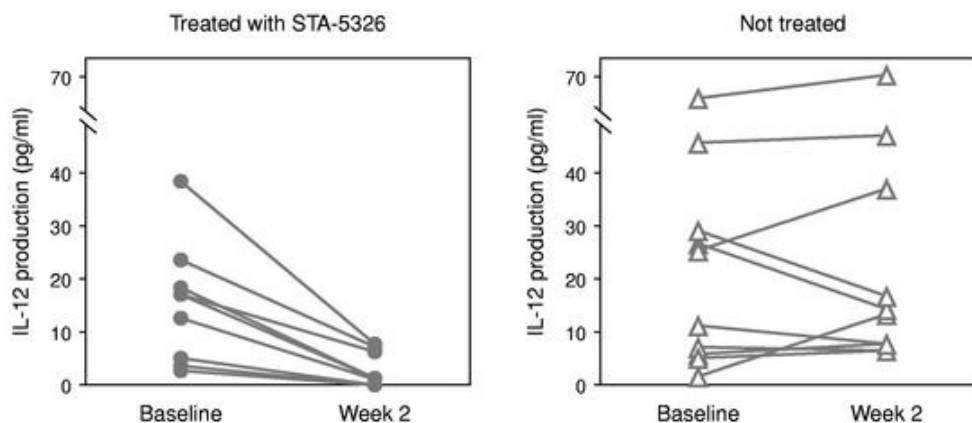 Treated with STA-5326
IL-12 production (pg/ml)
70
40
30
20
10
0
Baseline Week 2
Not treated
IL-12 production (pg/ml)
70
40
30
20
10
0
Baseline Week 2